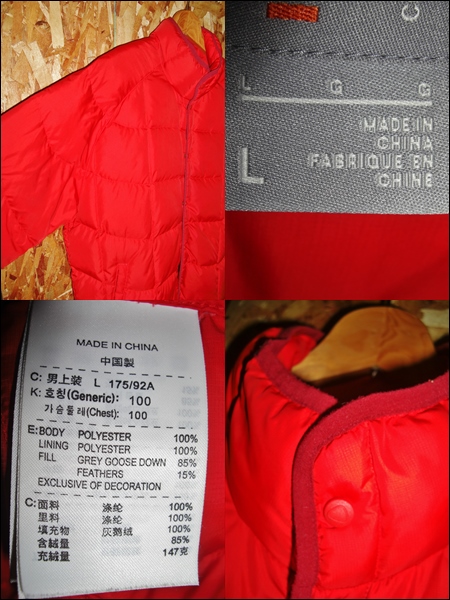 C
L G G
MADE IN
CHINA
FABRIQUE EN
CHINE
L
MADE IN CHINA
中国製
C: 男上装 L 175/92A
K: 호칭(Generic): 100
가슴둘레(Chest): 100
E:BODY POLYESTER 100%
LINING POLYESTER 100%
FILL GREY GOOSE DOWN 85%
FEATHERS 15%
EXCLUSIVE OF DECORATION
C:面料 涤纶 100%
里料 涤纶 100%
填充物 灰鹅绒
含绒量 85%
充绒量 147克